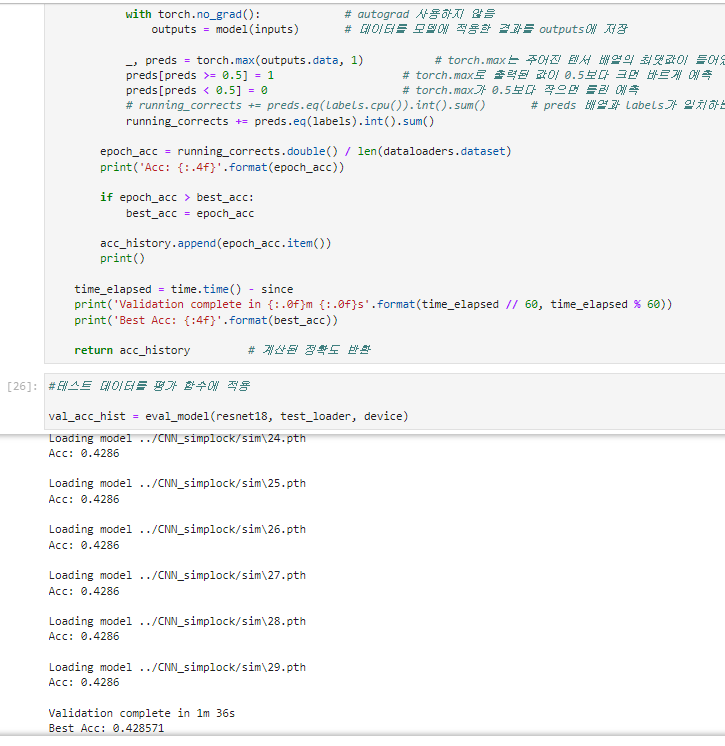 with torch.no_grad():                # autograd 사용하지 않음
outputs = model(inputs)       # 데이터를 모델에 적용한 결과를 outputs에 저장
_, preds = torch.max(outputs.data, 1)           # torch.max는 주어진 텐서 배열의 최댓값이 들어있
preds[preds >= 0.5] = 1                    # torch.max로 출력된 값이 0.5보다 크면 바르게 예측
preds[preds < 0.5] = 0                     # torch.max가 0.5보다 작으면 틀린 예측
# running_corrects += preds.eq(labels.cpu()).int().sum()       # preds 배열과 labels가 일치하는
running_corrects += preds.eq(labels).int().sum()
epoch_acc = running_corrects.double() / len(dataloaders.dataset)
print('Acc: {:.4f}'.format(epoch_acc))
if epoch_acc > best_acc:
best_acc = epoch_acc
acc_history.append(epoch_acc.item())
print()
time_elapsed = time.time() - since
print('Validation complete in {:.0f}m {:.0f}s'.format(time_elapsed // 60, time_elapsed % 60))
print('Best Acc: {:4f}'.format(best_acc))
return acc_history         # 계산된 정확도 반환
[26]: #테스트 데이터를 평가 함수에 적용
val_acc_hist = eval_model(resnet18, test_loader, device)
Loading model ../CNN_simplock/sim\24.pth
Acc: 0.4286
Loading model ../CNN_simplock/sim\25.pth
Acc: 0.4286
Loading model ../CNN_simplock/sim\26.pth
Acc: 0.4286
Loading model ../CNN_simplock/sim\27.pth
Acc: 0.4286
Loading model ../CNN_simplock/sim\28.pth
Acc: 0.4286
Loading model ../CNN_simplock/sim\29.pth
Acc: 0.4286
Validation complete in 1m 36s
Best Acc: 0.428571